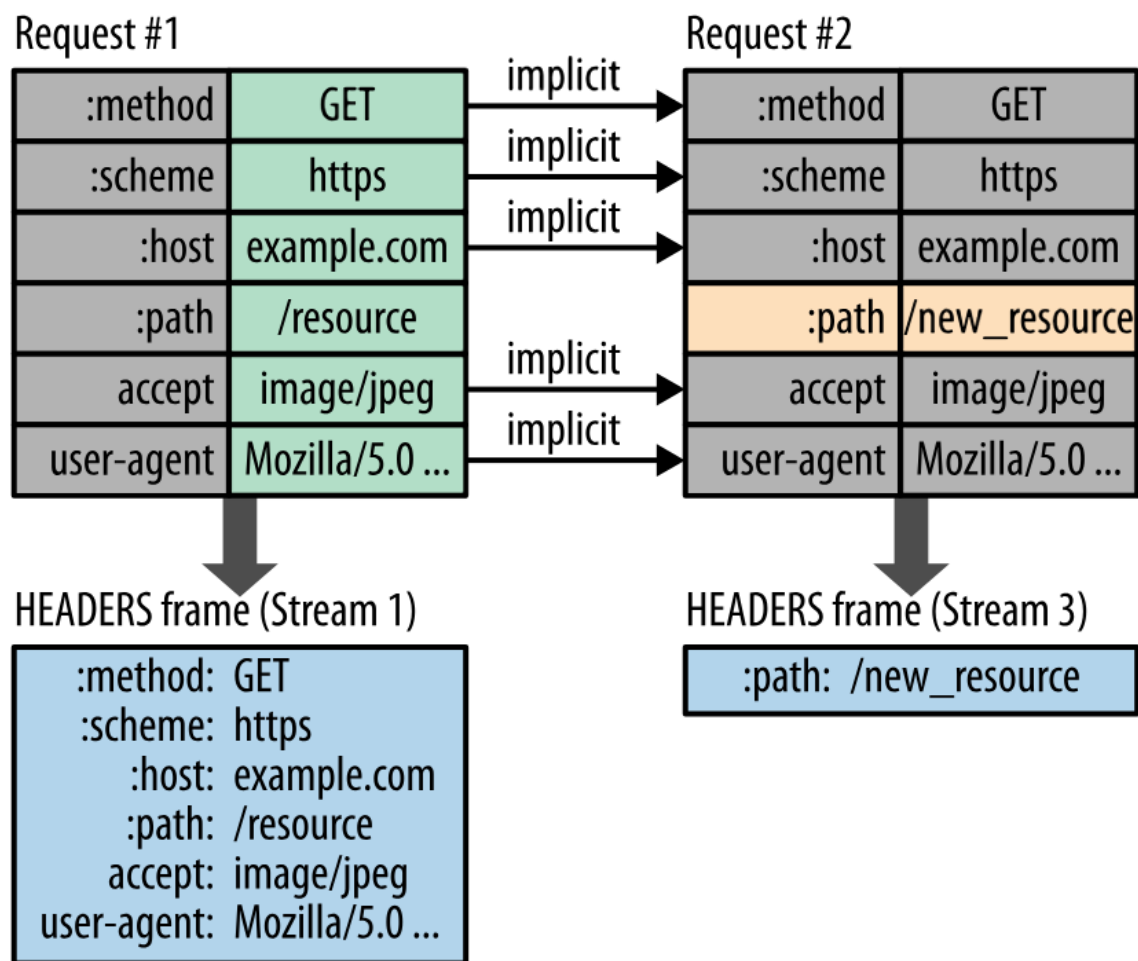 Request #1
:method GET
:scheme https
:host example.com
:path /resource
accept image/jpeg
user-agent Mozilla/5.0 ...
implicit
implicit
implicit
implicit
implicit
Request #2
:method GET
:scheme https
:host example.com
:path /new_resource
accept image/jpeg
user-agent Mozilla/5.0 ...
HEADERS frame (Stream 1)
:method: GET
:scheme: https
:host: example.com
:path: /resource
accept: image/jpeg
user-agent: Mozilla/5.0 ...
HEADERS frame (Stream 3)
:path: /new_resource